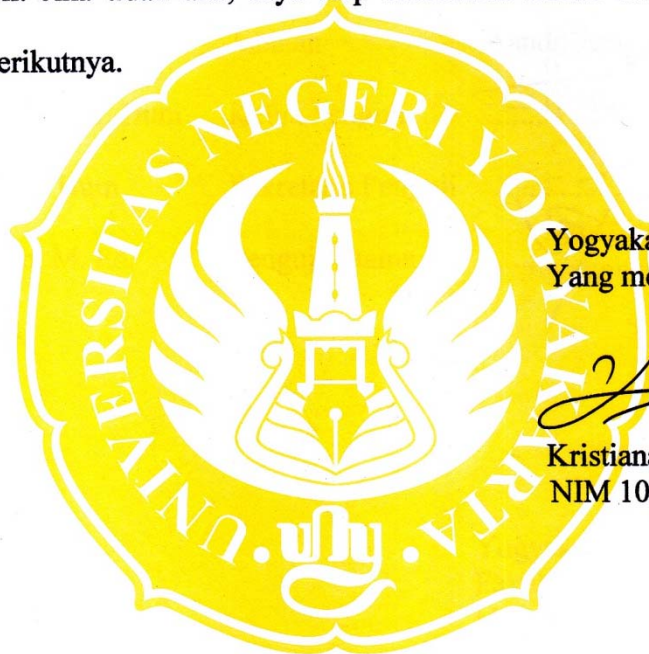 erikutnya.
UNIVERSITAS NEGERI YOGYAKARTA
Yogyaka
Yang me
Kristiana
NIM 10
uny